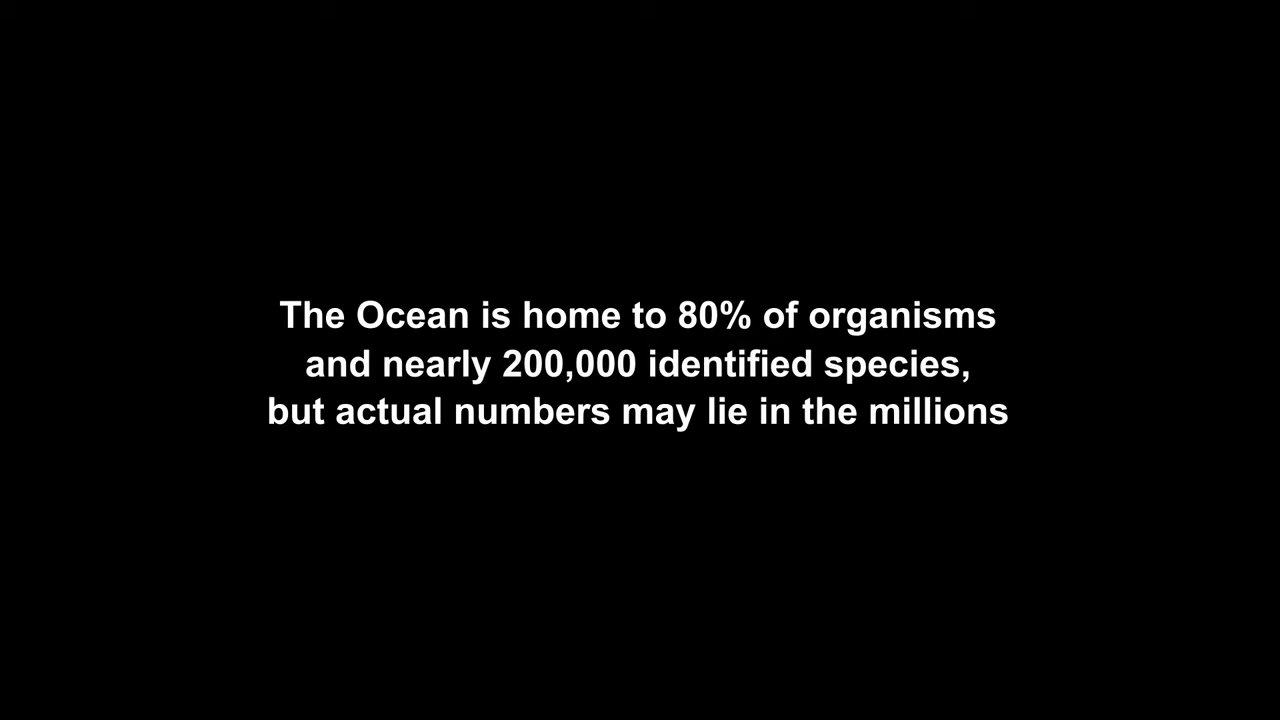 The Ocean is home to 80% of organisms
and nearly 200,000 identified species,
but actual numbers may lie in the millions